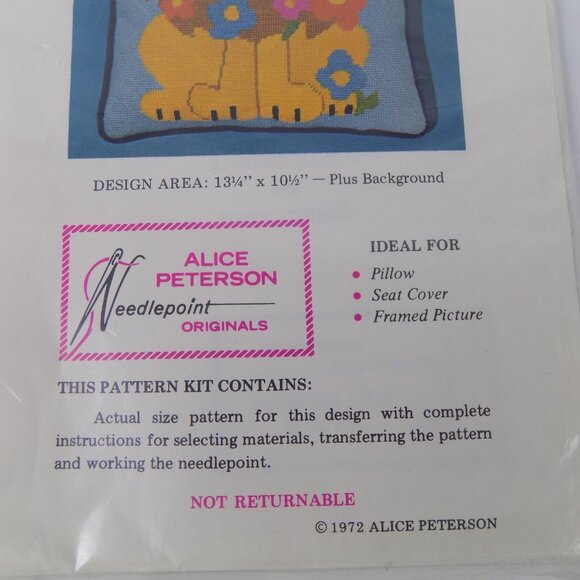 DESIGN AREA: 13¼" x 10½" — Plus Background
ALICE
PETERSON
Needlepoint
ORIGINALS
IDEAL FOR
• Pillow
• Seat Cover
• Framed Picture
THIS PATTERN KIT CONTAINS:
Actual size pattern for this design with complete
instructions for selecting materials, transferring the pattern
and working the needlepoint.
NOT RETURNABLE
© 1972 ALICE PETERSON